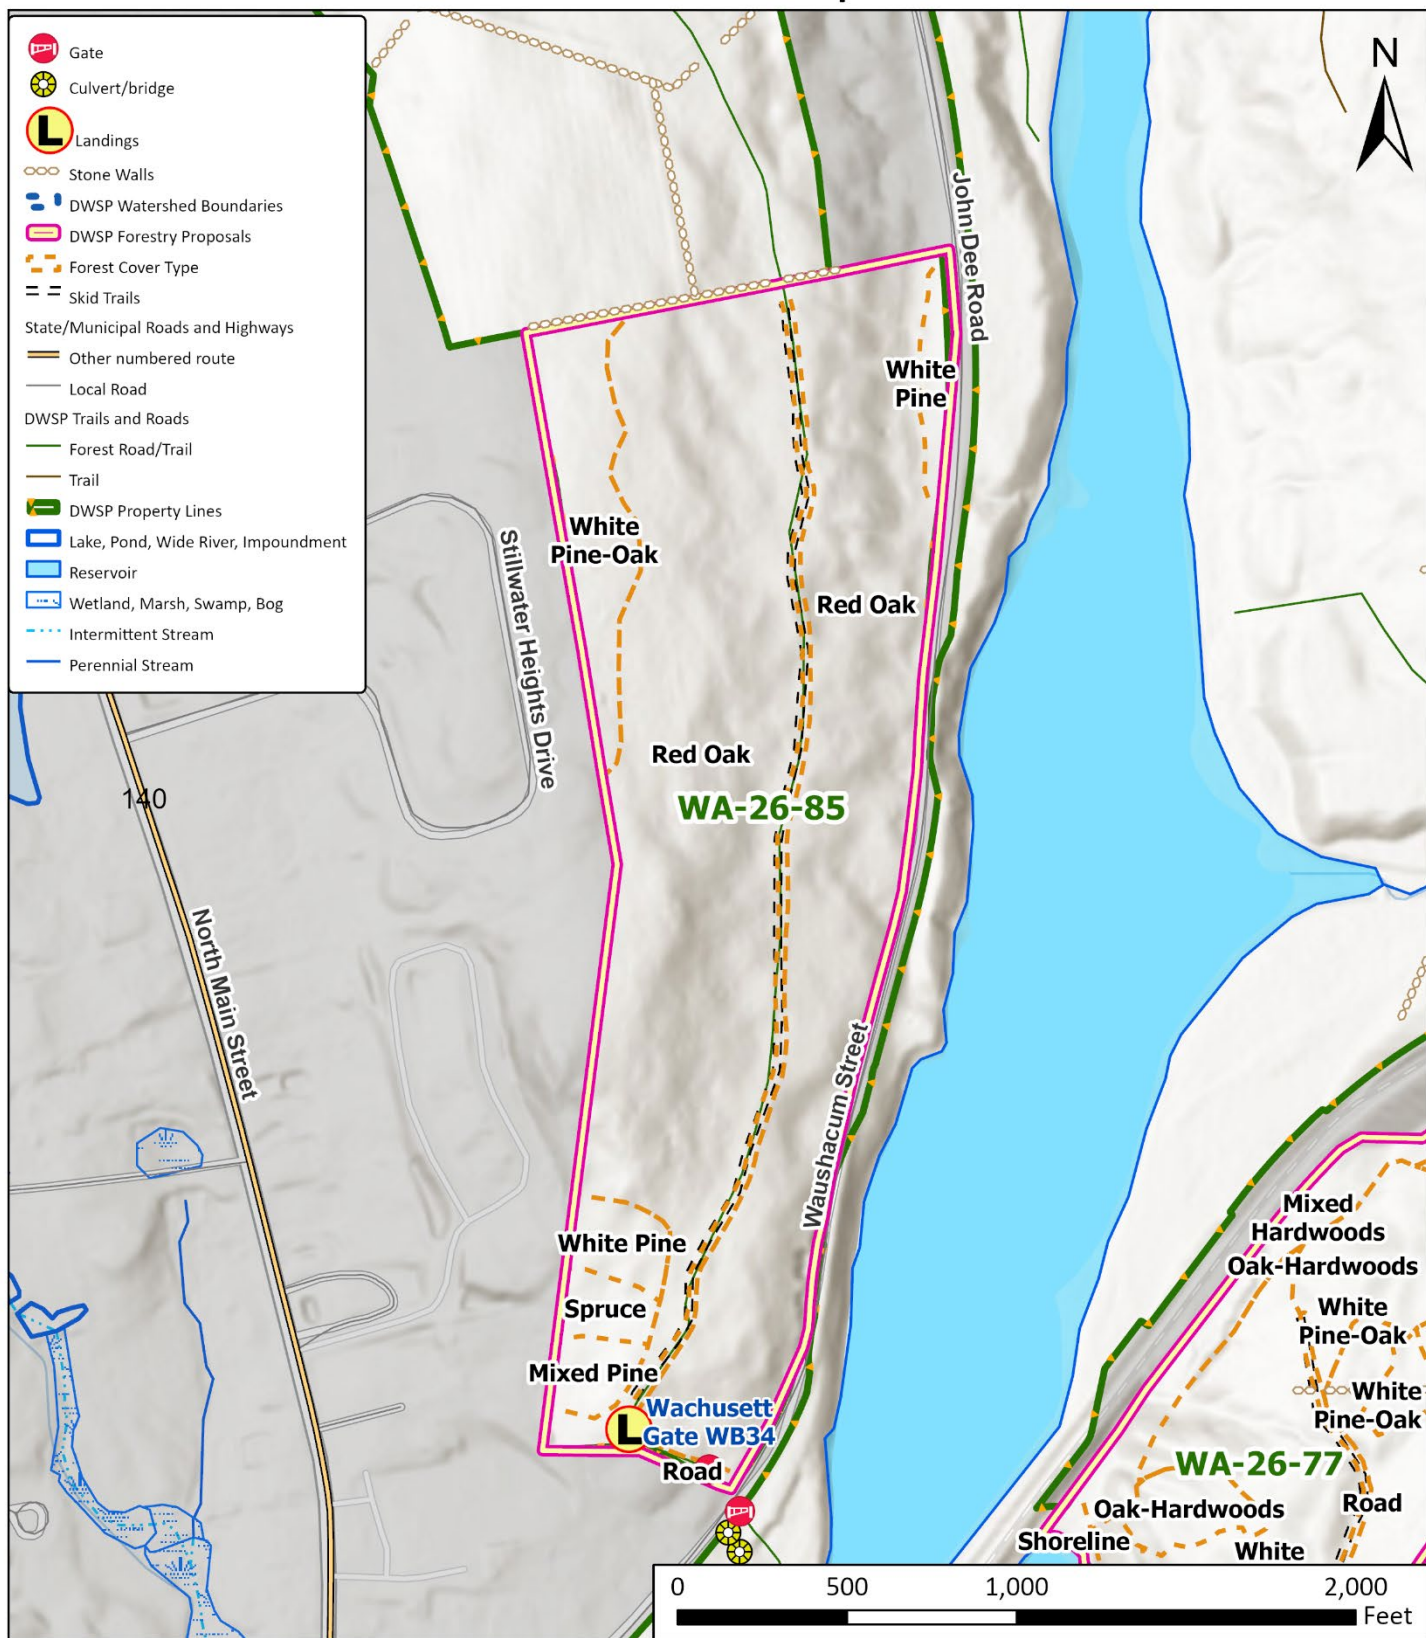 N
Gate
Culvert/bridge
L
Landings
Stone Walls
DWSP Watershed Boundaries
DWSP Forestry Proposals
Forest Cover Type
Skid Trails
State/Municipal Roads and Highways
Other numbered route
Local Road
DWSP Trails and Roads
Forest Road/Trail
Trail
DWSP Property Lines
Lake, Pond, Wide River, Impoundment
Reservoir
Wetland, Marsh, Swamp, Bog
Intermittent Stream
Perennial Stream
John Dee Road
White
Pine
White
Pine-Oak
Stillwater Heights Drive
Red Oak
Red Oak
WA-26-85
140
North Main Street
Waushacum Street
White Pine
Spruce
Mixed Pine
L
Wachusett
Gate WB34
Road
Mixed
Hardwoods
Oak-Hardwoods
White
Pine-Oak
White
Pine-Oak
WA-26-77
Oak-Hardwoods
Road
Shoreline
White
0 500 1,000 2,000
Feet